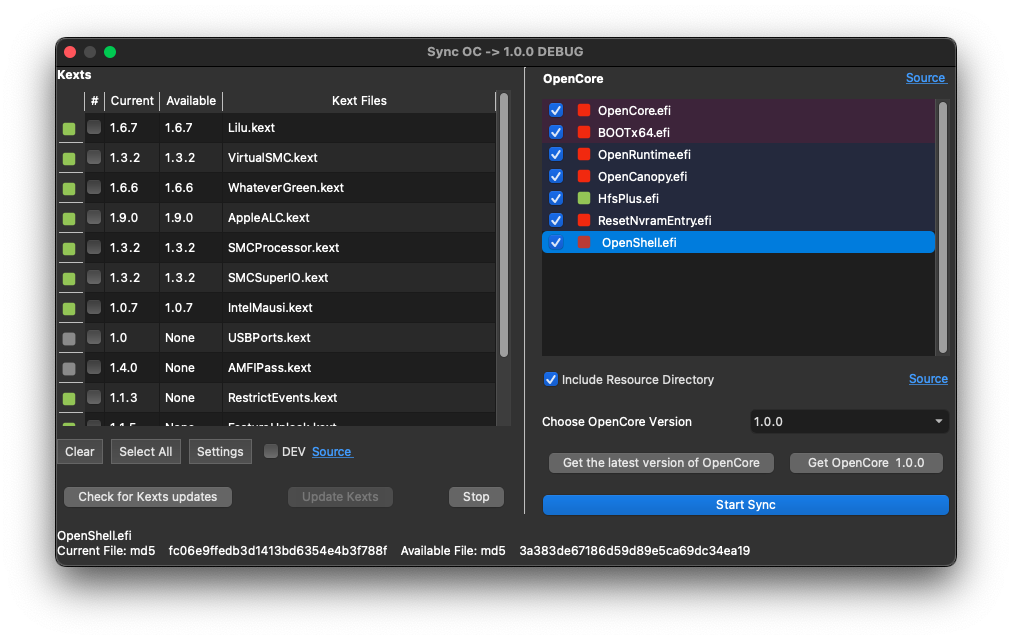 Sync OC -> 1.0.0 DEBUG
Kexts
# Current Available Kext Files
1.6.7 1.6.7 Lilu.kext
1.3.2 1.3.2 VirtualSMC.kext
1.6.6 1.6.6 WhateverGreen.kext
1.9.0 1.9.0 AppleALC.kext
1.3.2 1.3.2 SMCProcessor.kext
1.3.2 1.3.2 SMCSuperIO.kext
1.0.7 1.0.7 IntelMausi.kext
1.0 None USBPorts.kext
1.4.0 None AMFIPass.kext
1.1.3 None RestrictEvents.kext
Clear Select All Settings DEV Source
Check for Kexts updates Update Kexts Stop
OpenCore Source
OpenCore.efi
BOOTx64.efi
OpenRuntime.efi
OpenCanopy.efi
HfsPlus.efi
ResetNvramEntry.efi
OpenShell.efi
Include Resource Directory Source
Choose OpenCore Version 1.0.0
Get the latest version of OpenCore Get OpenCore 1.0.0
Start Sync
OpenShell.efi
Current File: md5 fc06e9ffedb3d1413bd6354e4b3f788f Available File: md5 3a383de67186d59d89e5ca69dc34ea19